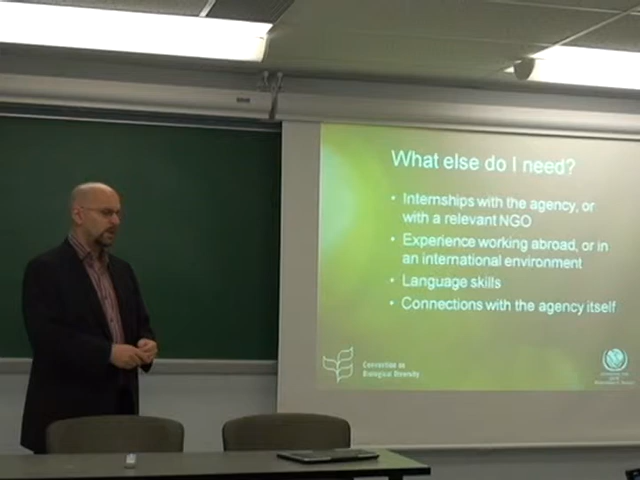 What else do I need?
• Internships with the agency, or
with a relevant NGO
• Experience working abroad, or in
an international environment
• Language skills
• Connections with the agency itself
Convention on
Biological Diversity